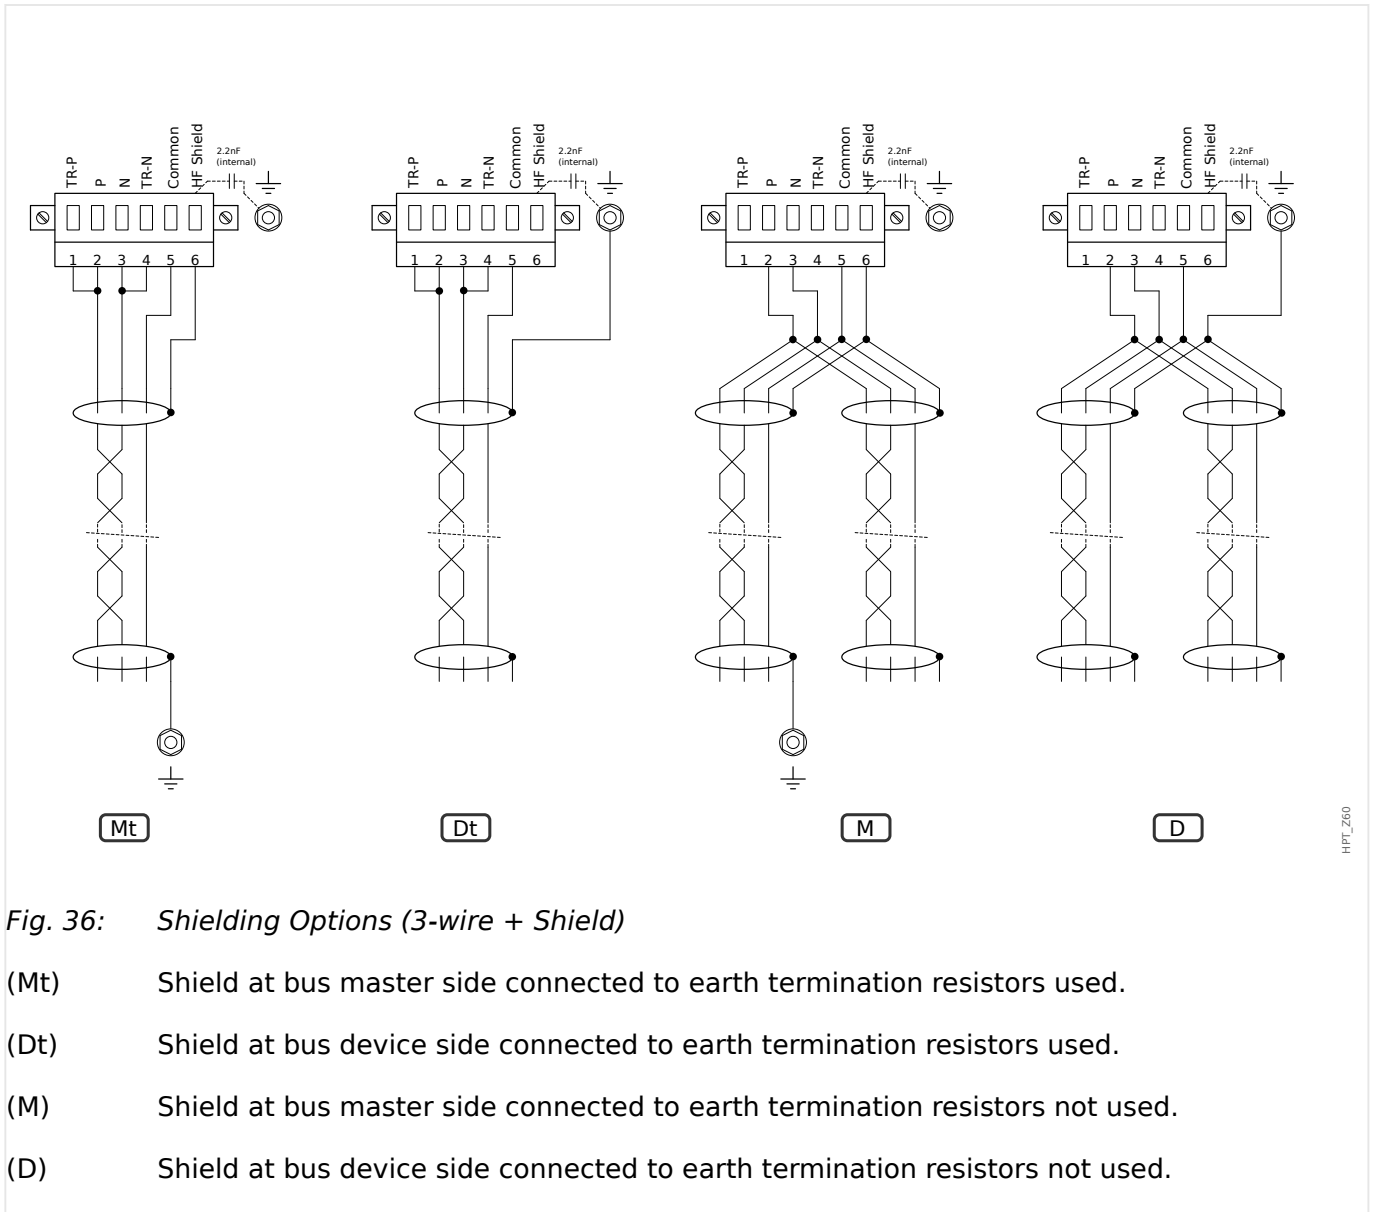 TR-P P N TR-N Common HF Shield
2.2nF
(internal)
1 2 3 4 5 6
TR-P P N TR-N Common HF Shield
2.2nF
(internal)
1 2 3 4 5 6
TR-P P N TR-N Common HF Shield
2.2nF
(internal)
1 2 3 4 5 6
TR-P P N TR-N Common HF Shield
2.2nF
(internal)
1 2 3 4 5 6
Mt
Dt
M
D
HPT_Z60
Fig. 36: Shielding Options (3-wire + Shield)
(Mt) Shield at bus master side connected to earth termination resistors used.
(Dt) Shield at bus device side connected to earth termination resistors used.
(M) Shield at bus master side connected to earth termination resistors not used.
(D) Shield at bus device side connected to earth termination resistors not used.